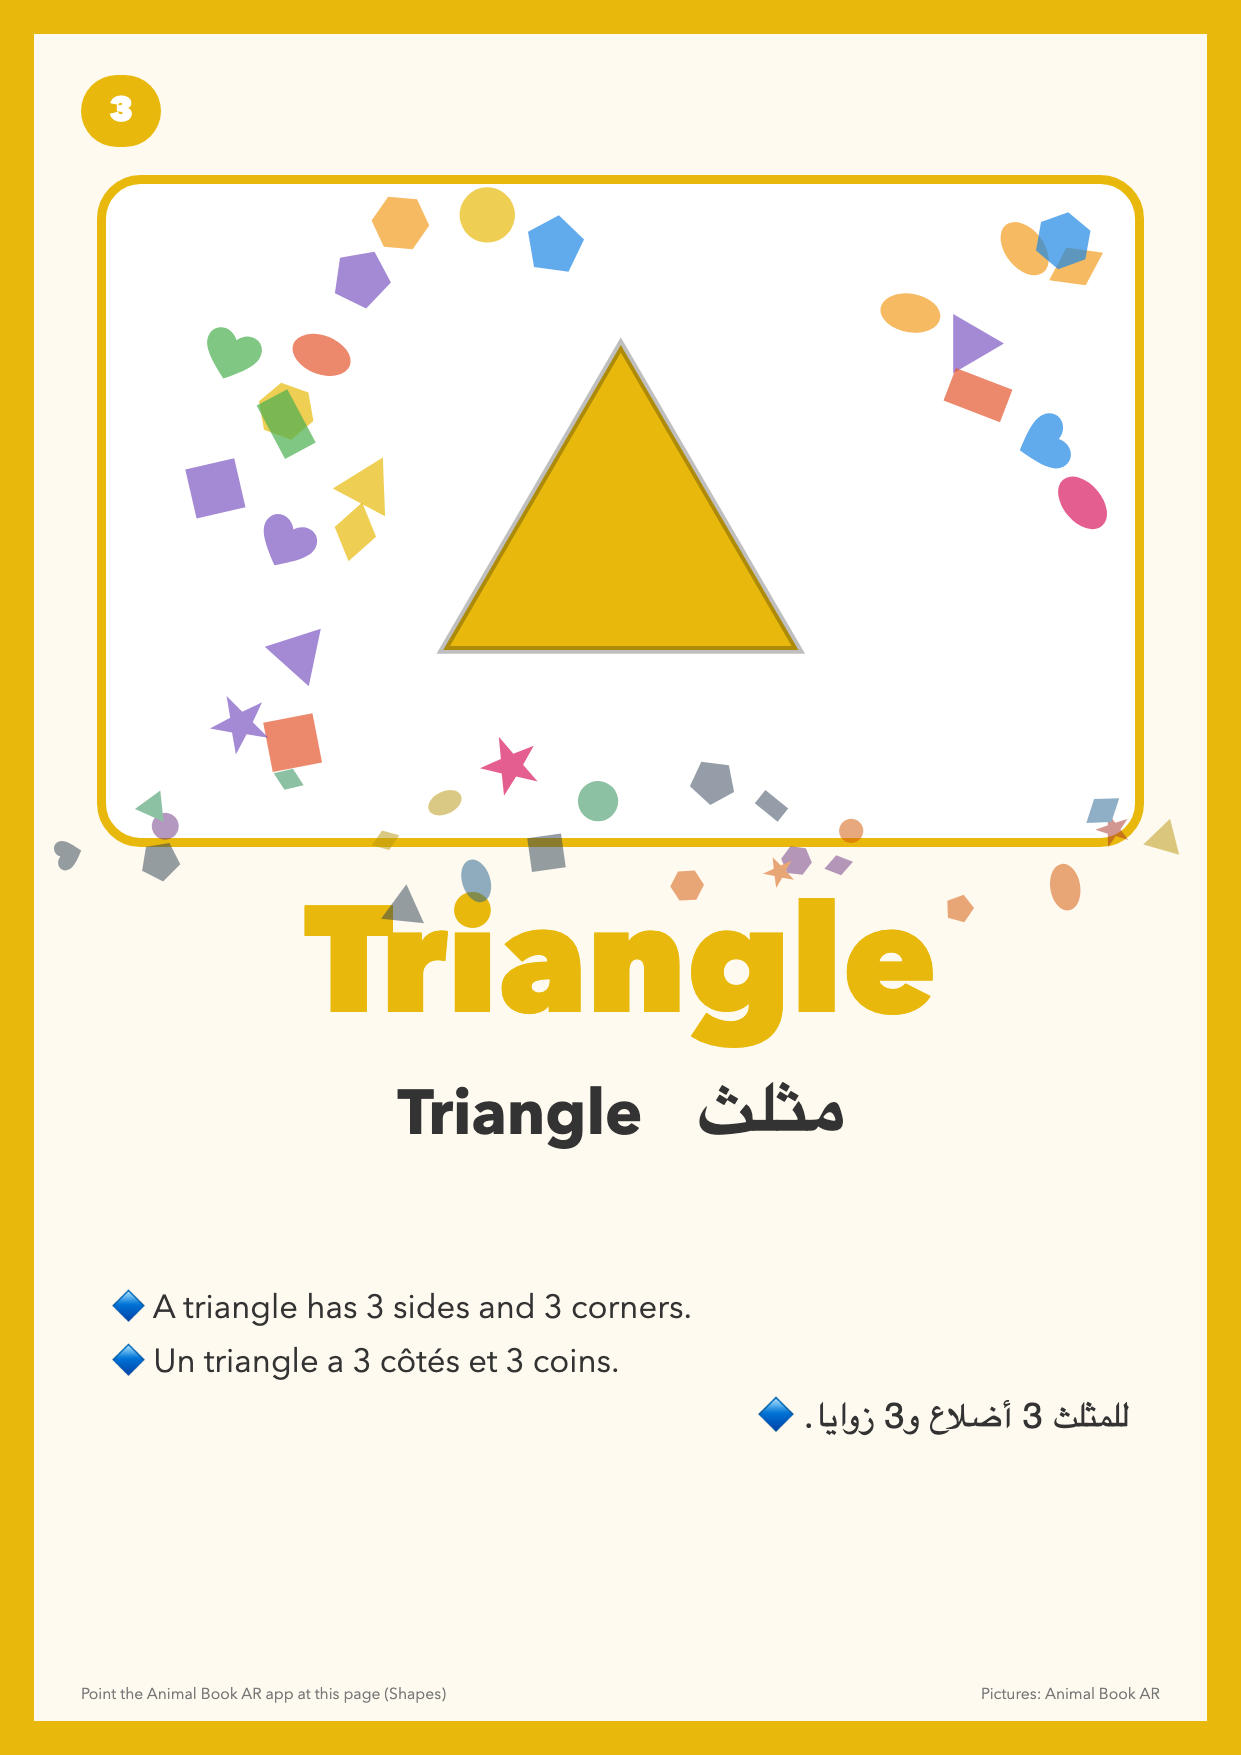 3
Triangle
Triangle مثلث
🔷 A triangle has 3 sides and 3 corners.
🔷 Un triangle a 3 côtés et 3 coins.
للمثلث 3 أضلاع و3 زوايا. 🔷
Point the Animal Book AR app at this page (Shapes)
Pictures: Animal Book AR